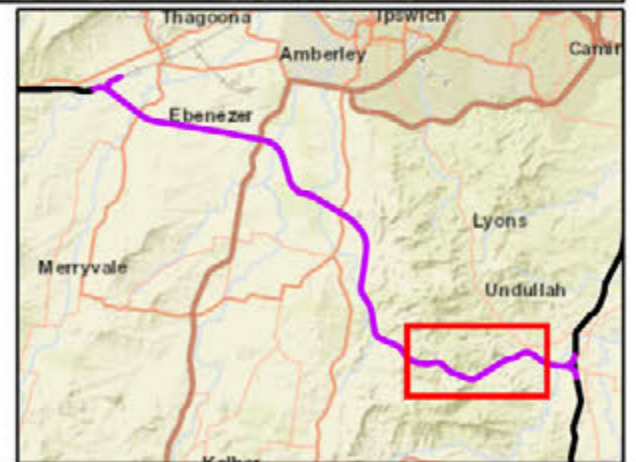 Thagoona
Ipswich
Amberley
Ebenezer
Lyons
Merryvale
Undullah